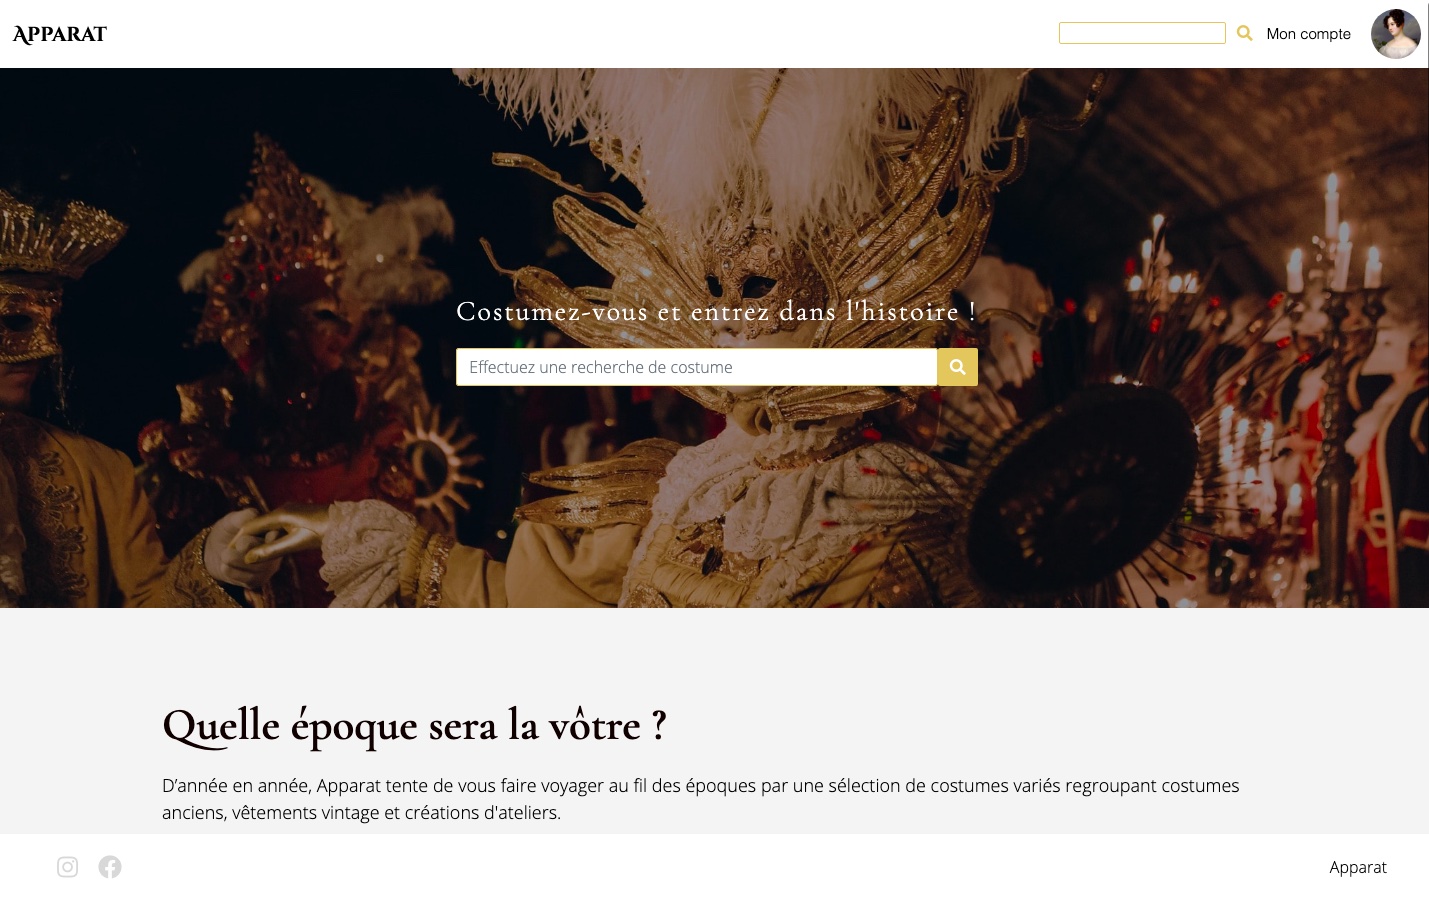 APPARAT
Mon compte
Costumez-vous et entrez dans l'histoire !
Effectuez une recherche de costume
Quelle époque sera la vôtre ?
D’année en année, Apparat tente de vous faire voyager au fil des époques par une sélection de costumes variés regroupant costumes
anciens, vêtements vintage et créations d'ateliers.
Apparat